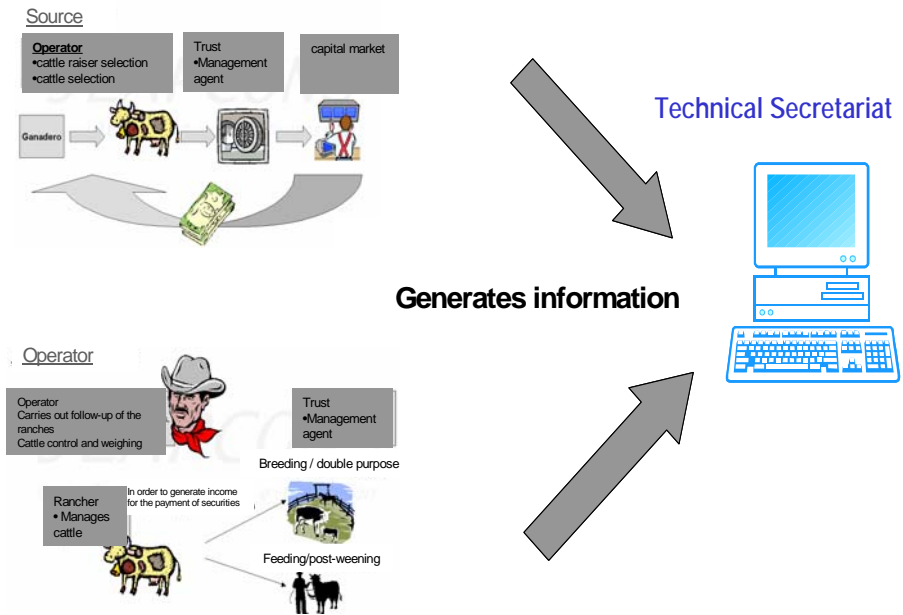 Source
Operator
•cattle raiser selection
•cattle selection
Trust
•Management
agent
capital market
Ganadero
Technical Secretariat
Generates information
Operator
Operator
Carries out follow-up of the
ranches
Cattle control and weighing
Trust
•Management
agent
Breeding / double purpose
Rancher
• Manages
cattle
In order to generate income
for the payment of securities
Feeding/post-weening